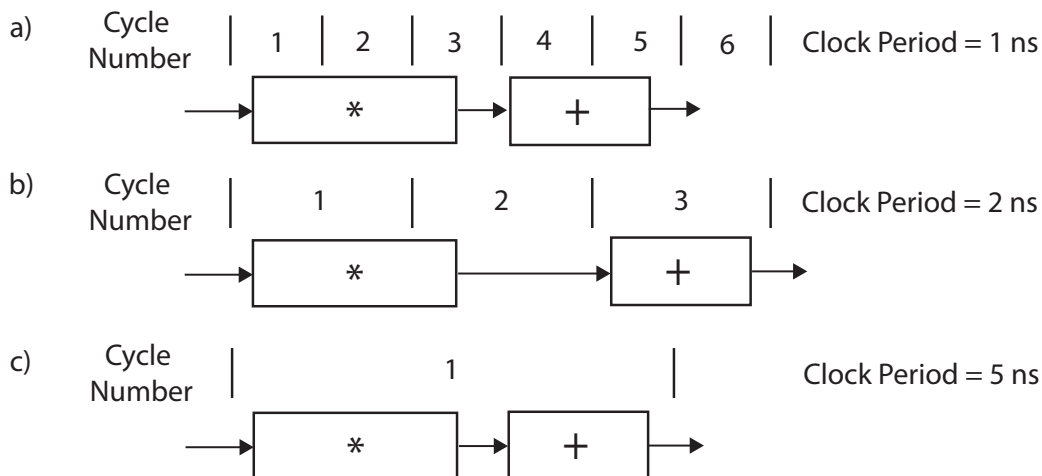 a) Cycle Number 1 2 3 4 5 6 Clock Period = 1 ns
* +
b) Cycle Number 1 2 3 Clock Period = 2 ns
* +
c) Cycle Number 1 Clock Period = 5 ns
* +